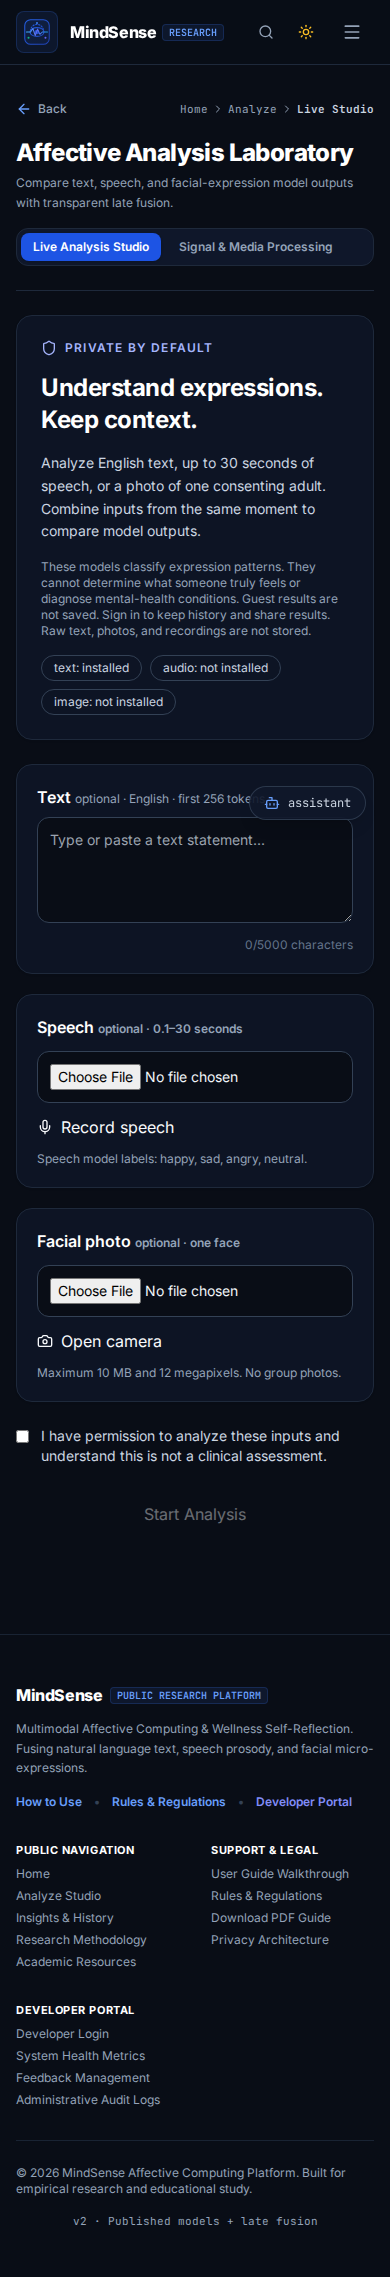 MindSense RESEARCH
Back Home > Analyze > Live Studio
Affective Analysis Laboratory
Compare text, speech, and facial-expression model outputs
with transparent late fusion.
Live Analysis Studio Signal & Media Processing
PRIVATE BY DEFAULT
Understand expressions.
Keep context.
Analyze English text, up to 30 seconds of
speech, or a photo of one consenting adult.
Combine inputs from the same moment to
compare model outputs.
These models classify expression patterns. They
cannot determine what someone truly feels or
diagnose mental-health conditions. Guest results are
not saved. Sign in to keep history and share results.
Raw text, photos, and recordings are not stored.
text: installed audio: not installed
image: not installed
Text optional · English · first 256
assistant
Type or paste a text statement...
0/5000 characters
Speech optional · 0.1–30 seconds
Choose File No file chosen
Record speech
Speech model labels: happy, sad, angry, neutral.
Facial photo optional · one face
Choose File No file chosen
Open camera
Maximum 10 MB and 12 megapixels. No group photos.
I have permission to analyze these inputs and
understand this is not a clinical assessment.
Start Analysis
MindSense PUBLIC RESEARCH PLATFORM
Multimodal Affective Computing & Wellness Self-Reflection.
Fusing natural language text, speech prosody, and facial micro-
expressions.
How to Use • Rules & Regulations • Developer Portal
PUBLIC NAVIGATION
Home
Analyze Studio
Insights & History
Research Methodology
Academic Resources
SUPPORT & LEGAL
User Guide Walkthrough
Rules & Regulations
Download PDF Guide
Privacy Architecture
DEVELOPER PORTAL
Developer Login
System Health Metrics
Feedback Management
Administrative Audit Logs
© 2026 MindSense Affective Computing Platform. Built for
empirical research and educational study.
v2 · Published models + late fusion